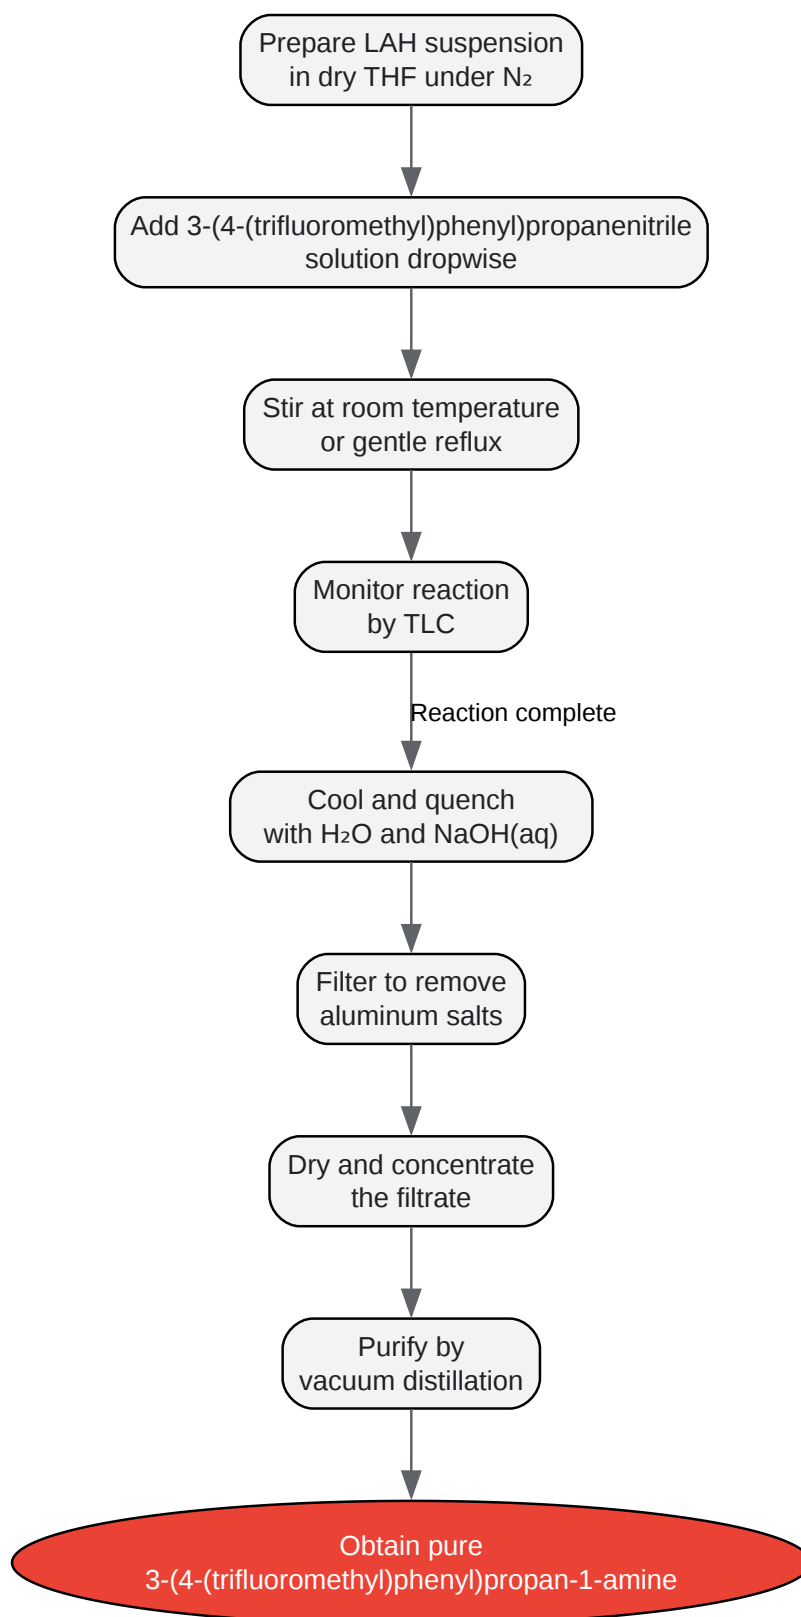 Prepare LAH suspension
in dry THF under N₂
Add 3-(4-(trifluoromethyl)phenyl)propanenitrile
solution dropwise
Stir at room temperature
or gentle reflux
Monitor reaction
by TLC
Reaction complete
Cool and quench
with H₂O and NaOH(aq)
Filter to remove
aluminum salts
Dry and concentrate
the filtrate
Purify by
vacuum distillation
Obtain pure
3-(4-(trifluoromethyl)phenyl)propan-1-amine